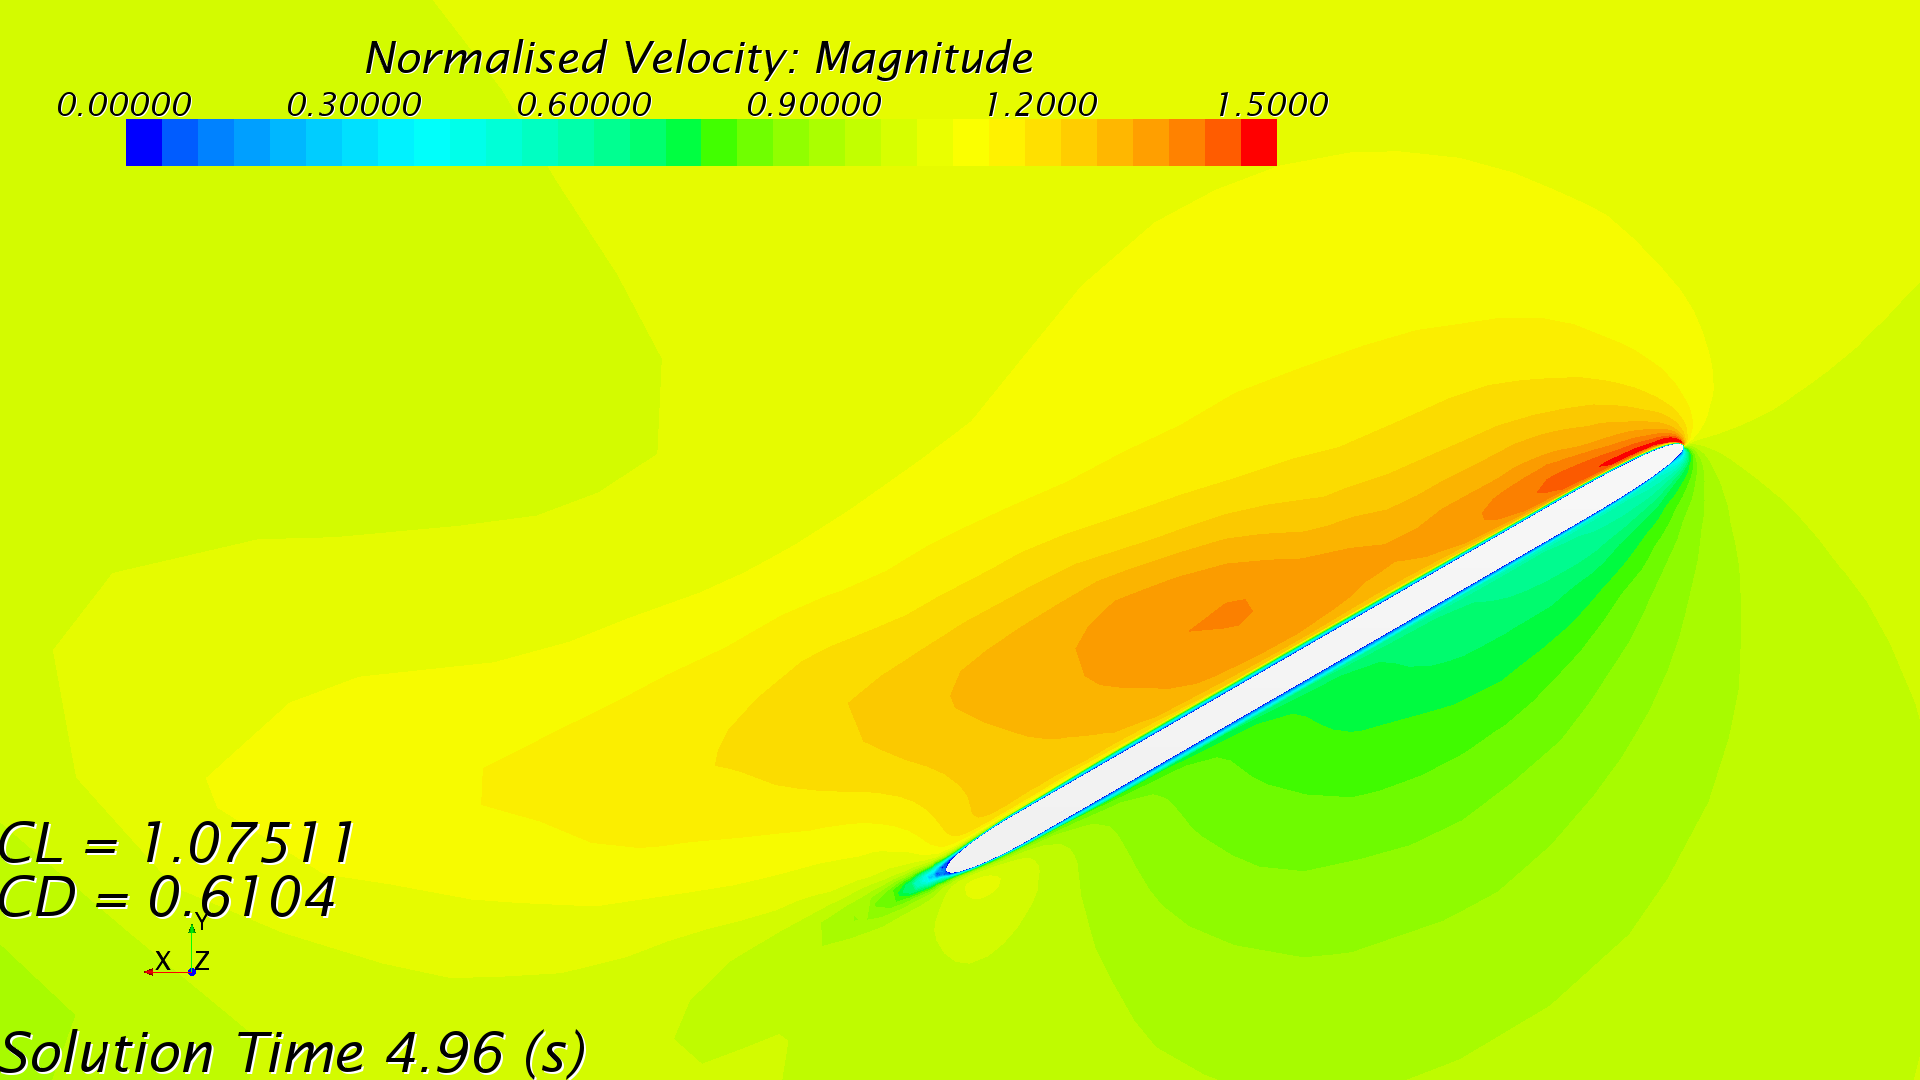 Normalised Velocity: Magnitude
0.00000 0.30000 0.60000 0.90000 1.2000 1.5000
CL = 1.07511
CD = 0.6104
Y
X Z
Solution Time 4.96 (s)